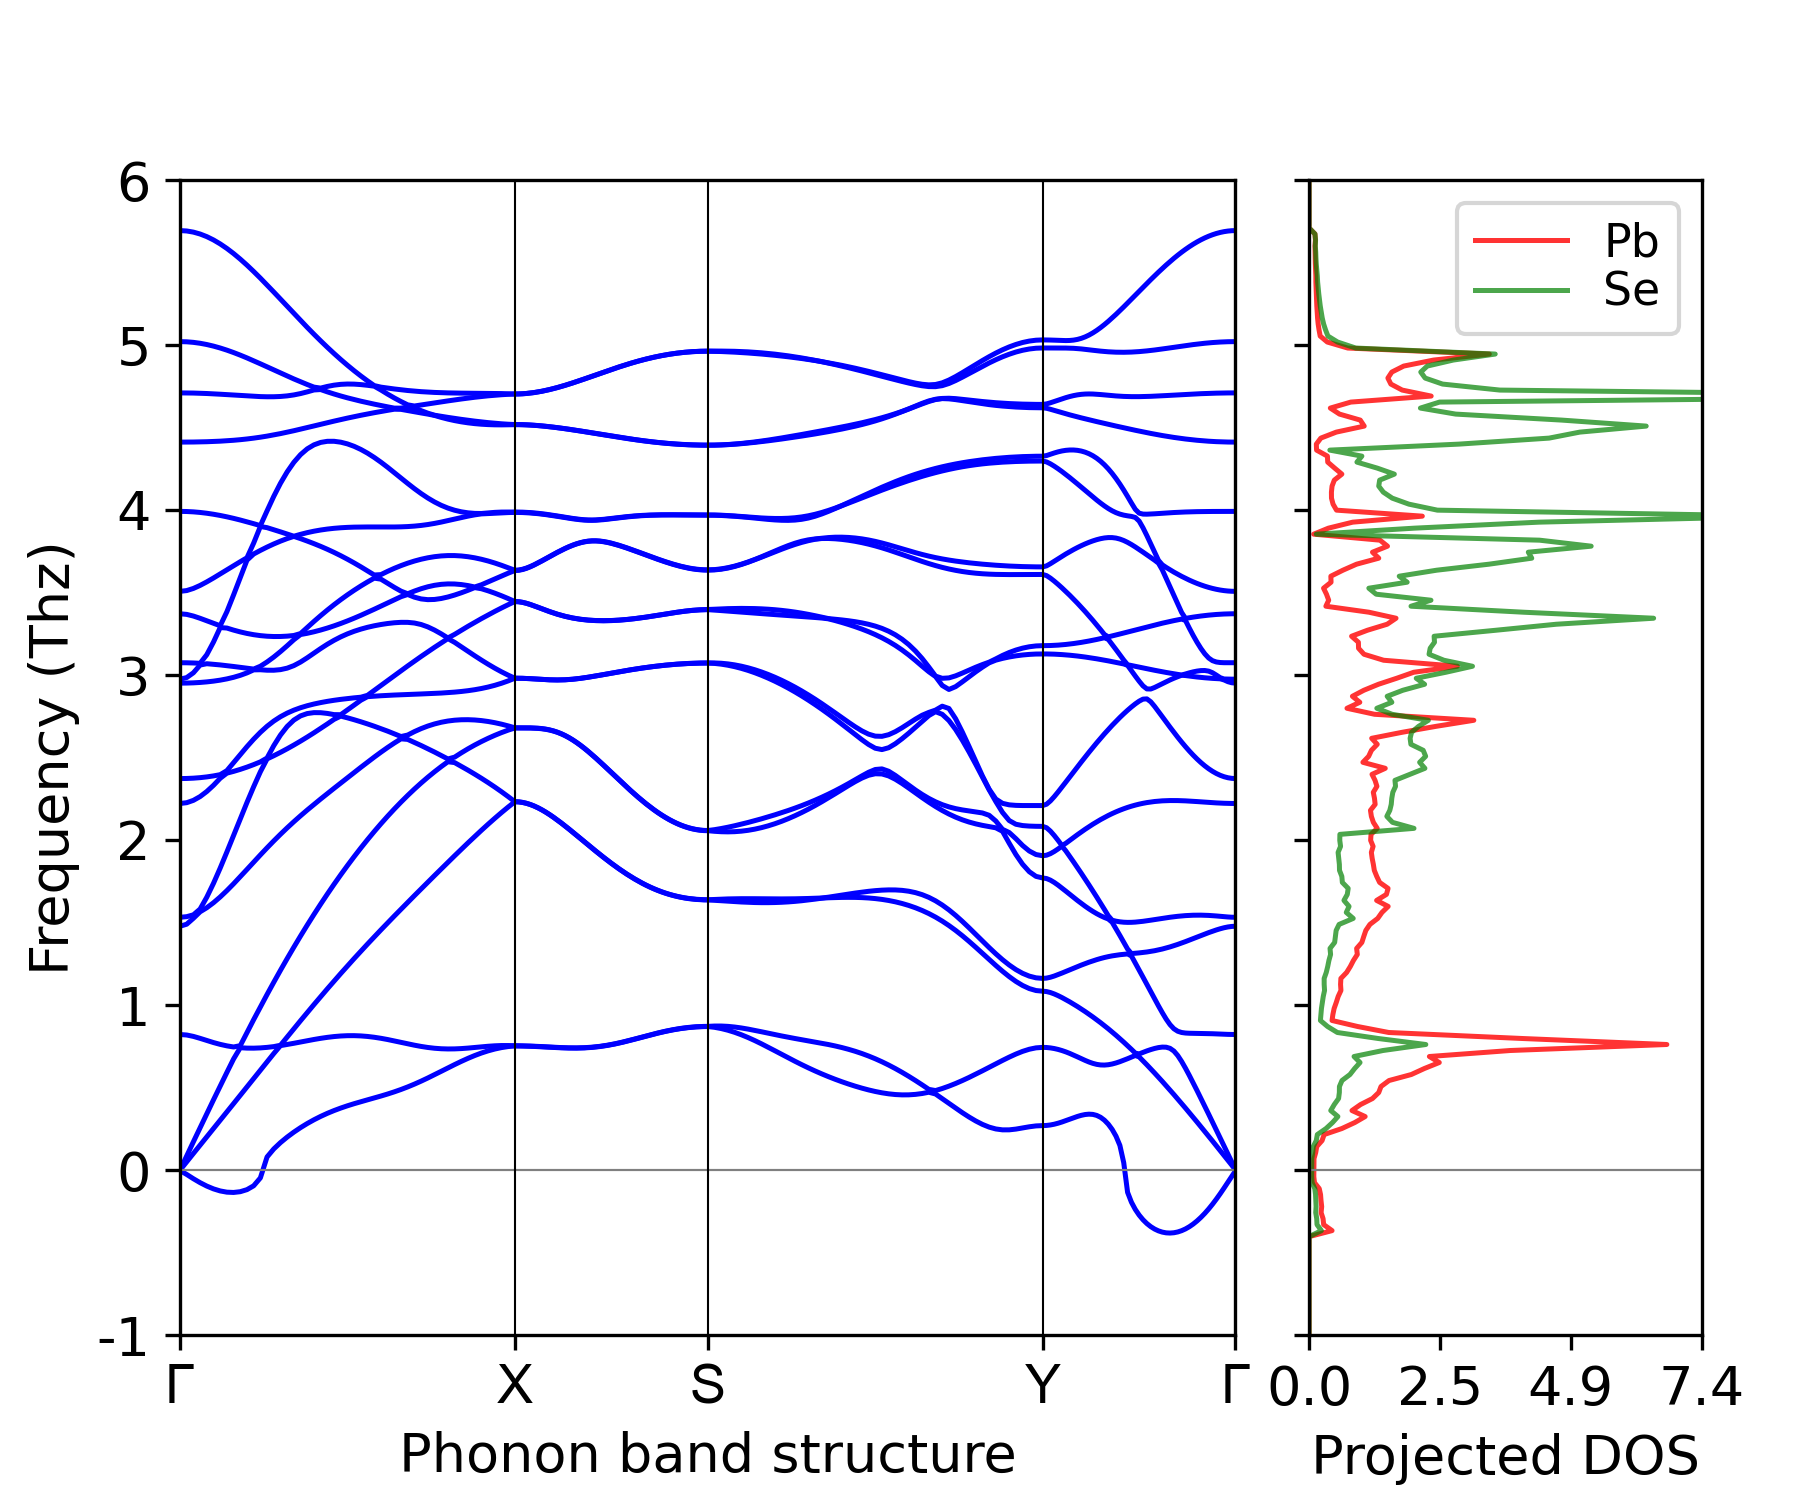 6
5
4
3
2
1
0
-1
Frequency (Thz)
Γ X S Y Γ
Phonon band structure
Pb
Se
0.0 2.5 4.9 7.4
Projected DOS